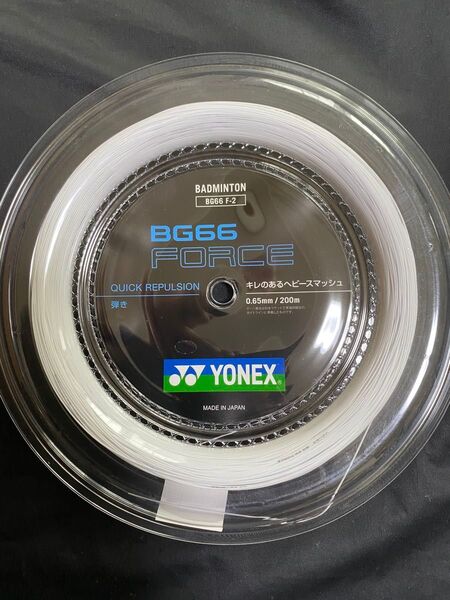 BADMINTON
BG66 F-2
BG66
FORCE
QUICK REPULSION
弾き
キレのあるヘビースマッシュ
0.65mm / 200m
YONEX®
MADE IN JAPAN